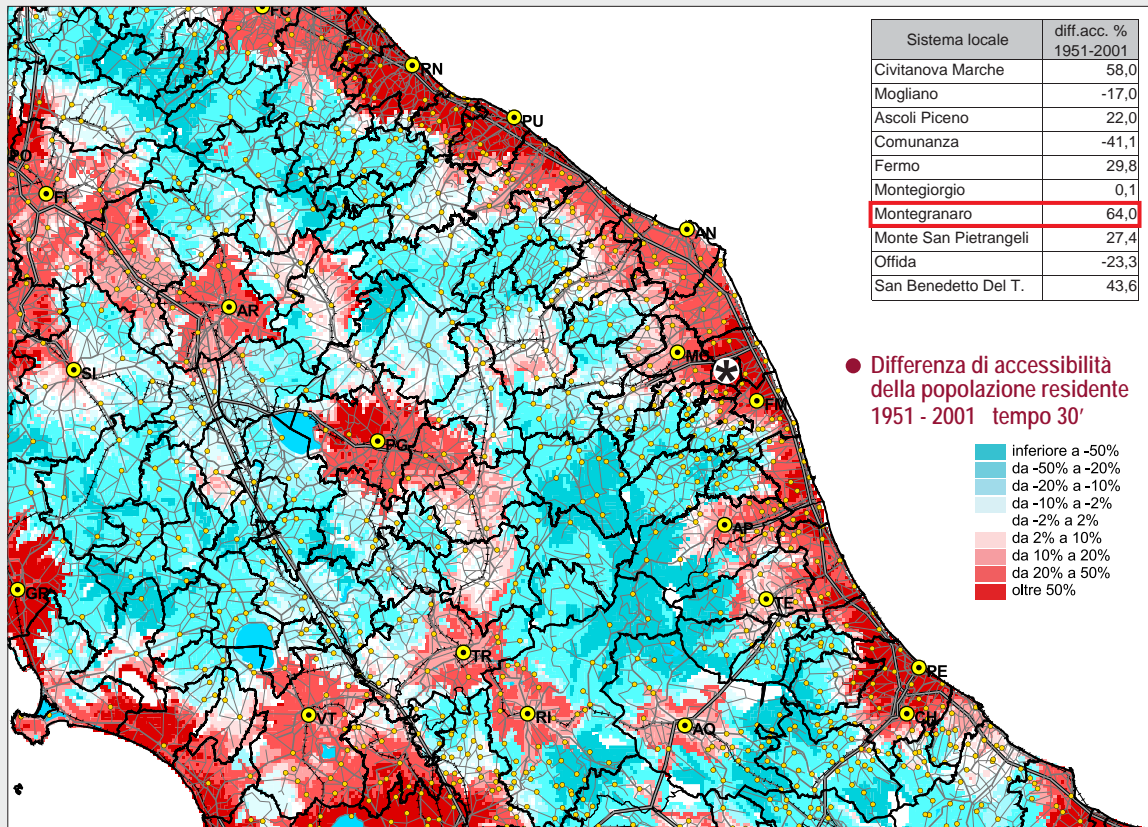 FC
RN
PU
PO
FI
AN
AR
MC
SI
PG
AP
GR
TE
TR
PE
VT
RI
AQ
CH
Sistema locale diff.acc. % 1951-2001
Civitanova Marche 58,0
Mogliano -17,0
Ascoli Piceno 22,0
Comunanza -41,1
Fermo 29,8
Montegiorgio 0,1
Montegranaro 64,0
Monte San Pietrangeli 27,4
Offida -23,3
San Benedetto Del T. 43,6
● Differenza di accessibilità
della popolazione residente
1951 - 2001 tempo 30'
inferiore a -50%
da -50% a -20%
da -20% a -10%
da -10% a -2%
da -2% a 2%
da 2% a 10%
da 10% a 20%
da 20% a 50%
oltre 50%